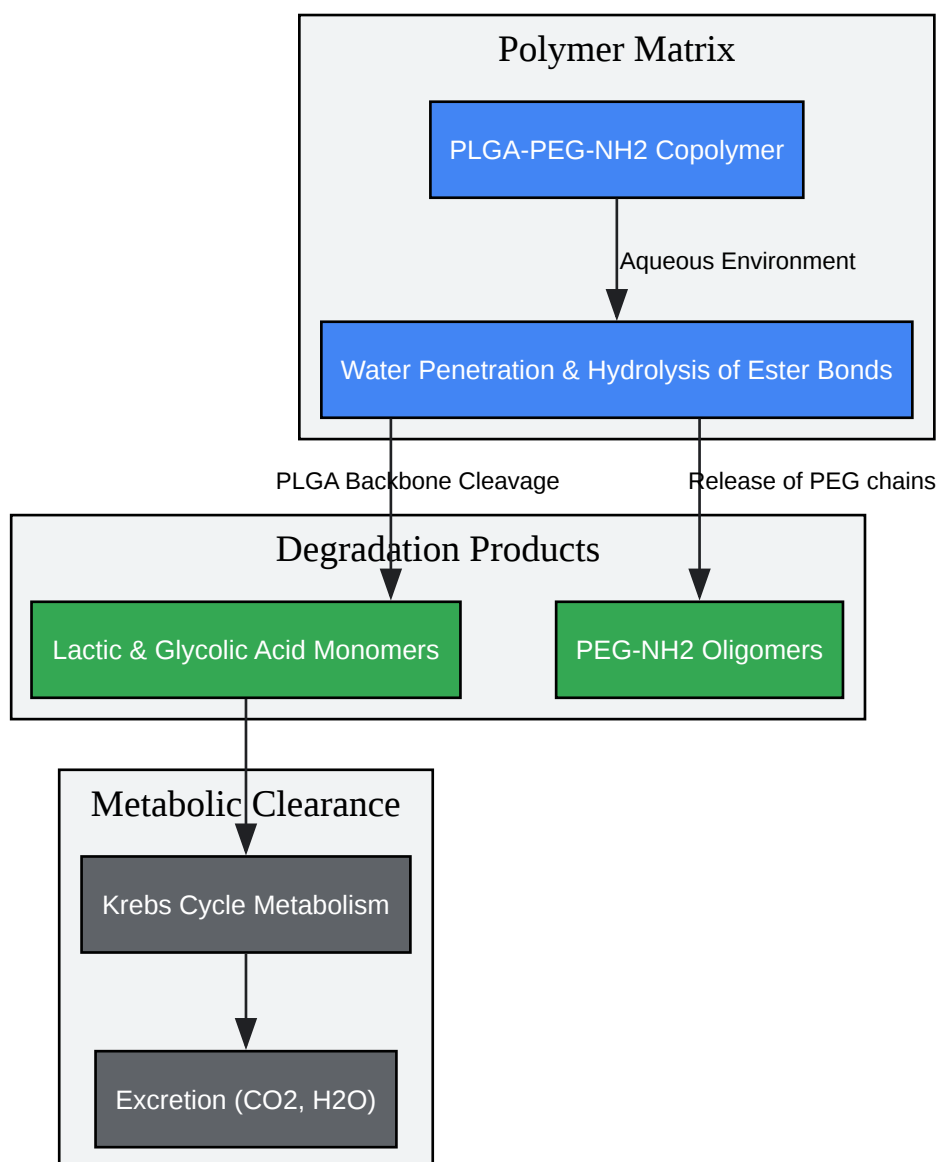 Polymer Matrix
PLGA-PEG-NH2 Copolymer
Aqueous Environment
Water Penetration & Hydrolysis of Ester Bonds
PLGA Backbone Cleavage
Release of PEG chains
Degradation Products
Lactic & Glycolic Acid Monomers
PEG-NH2 Oligomers
Metabolic Clearance
Krebs Cycle Metabolism
Excretion (CO2, H2O)